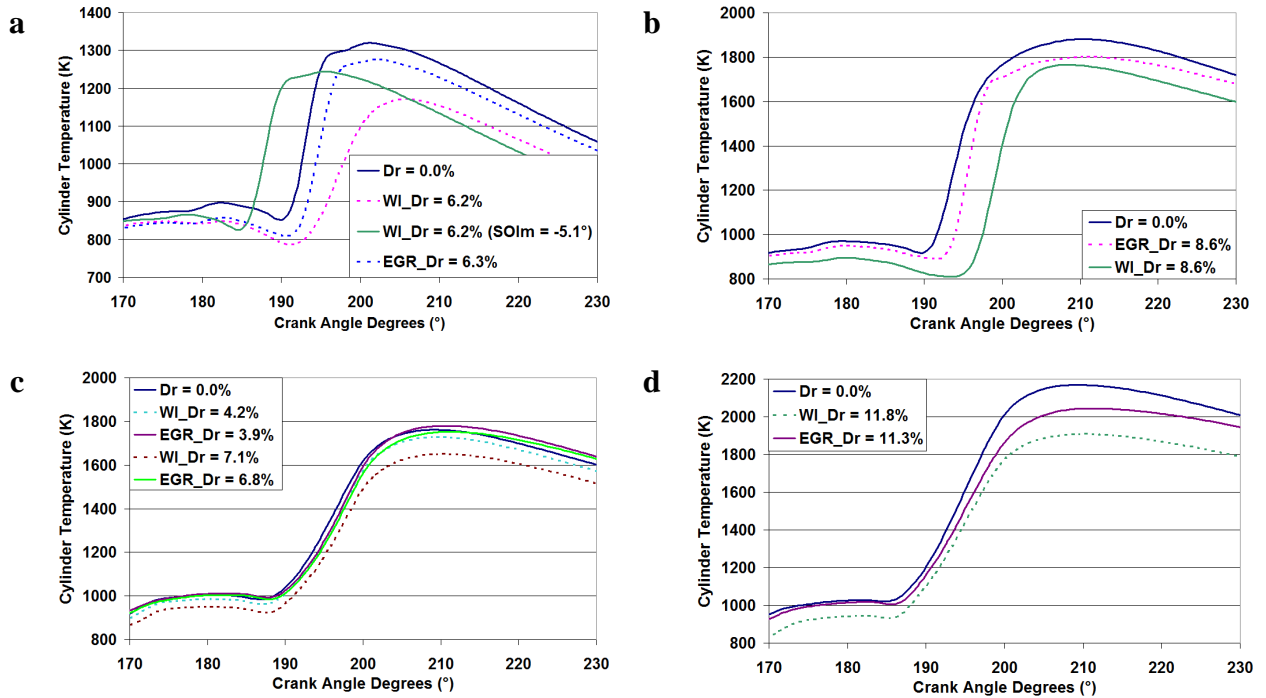 a
Cylinder Temperature (K)
1400
1300
1200
1100
1000
900
800
700
Dr = 0.0%
WI_Dr = 6.2%
WI_Dr = 6.2% (SOIm = -5.1°)
EGR_Dr = 6.3%
170 180 190 200 210 220 230
Crank Angle Degrees (°)
b
Cylinder Temperature (K)
2000
1800
1600
1400
1200
1000
800
Dr = 0.0%
EGR_Dr = 8.6%
WI_Dr = 8.6%
170 180 190 200 210 220 230
Crank Angle Degrees (°)
c
Cylinder Temperature (K)
2000
1800
1600
1400
1200
1000
800
Dr = 0.0%
WI_Dr = 4.2%
EGR_Dr = 3.9%
WI_Dr = 7.1%
EGR_Dr = 6.8%
170 180 190 200 210 220 230
Crank Angle Degrees (°)
d
Cylinder Temperature (K)
2200
2000
1800
1600
1400
1200
1000
800
Dr = 0.0%
WI_Dr = 11.8%
EGR_Dr = 11.3%
170 180 190 200 210 220 230
Crank Angle Degrees (°)